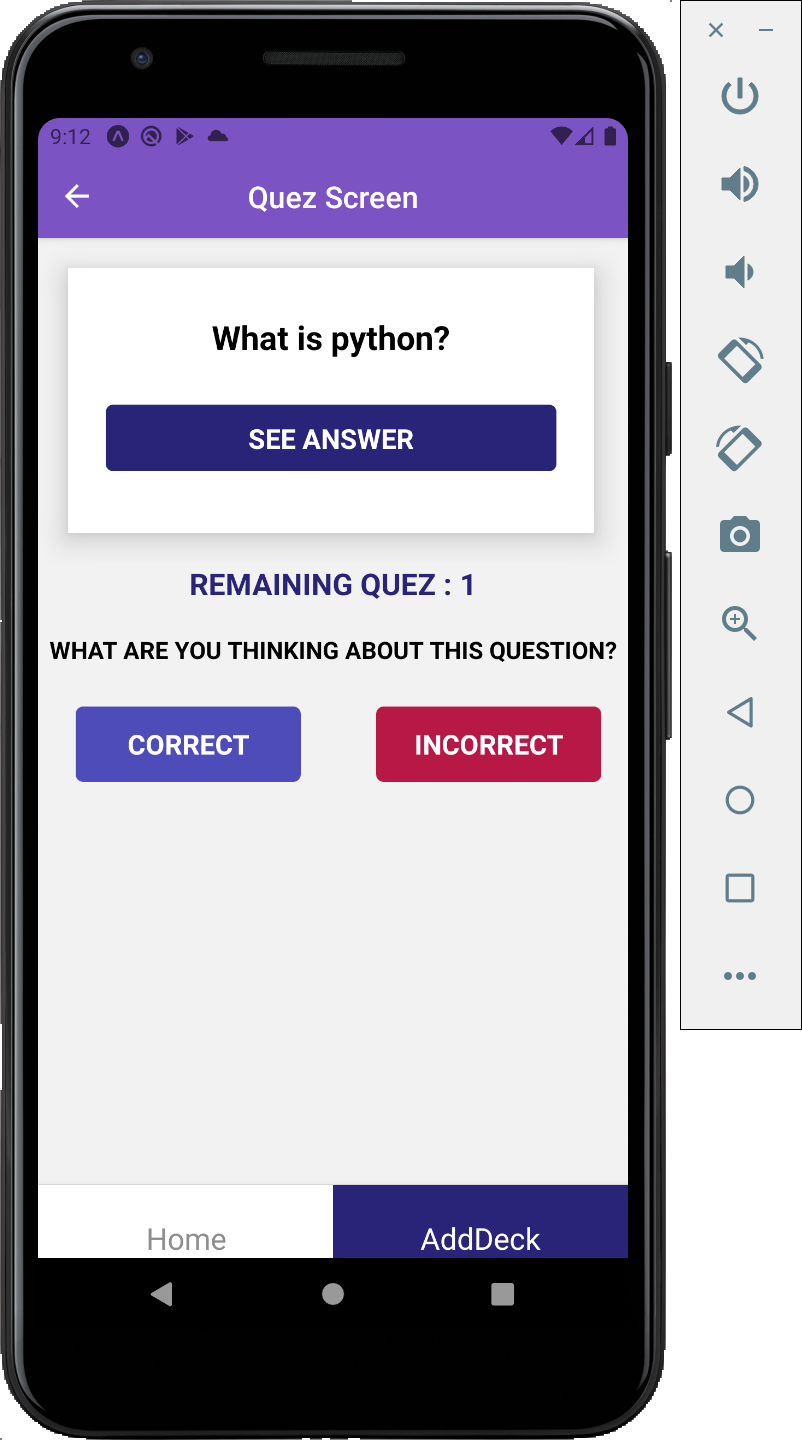 9:12
Quez Screen
What is python?
SEE ANSWER
REMAINING QUEZ : 1
WHAT ARE YOU THINKING ABOUT THIS QUESTION?
CORRECT INCORRECT
Home AddDeck